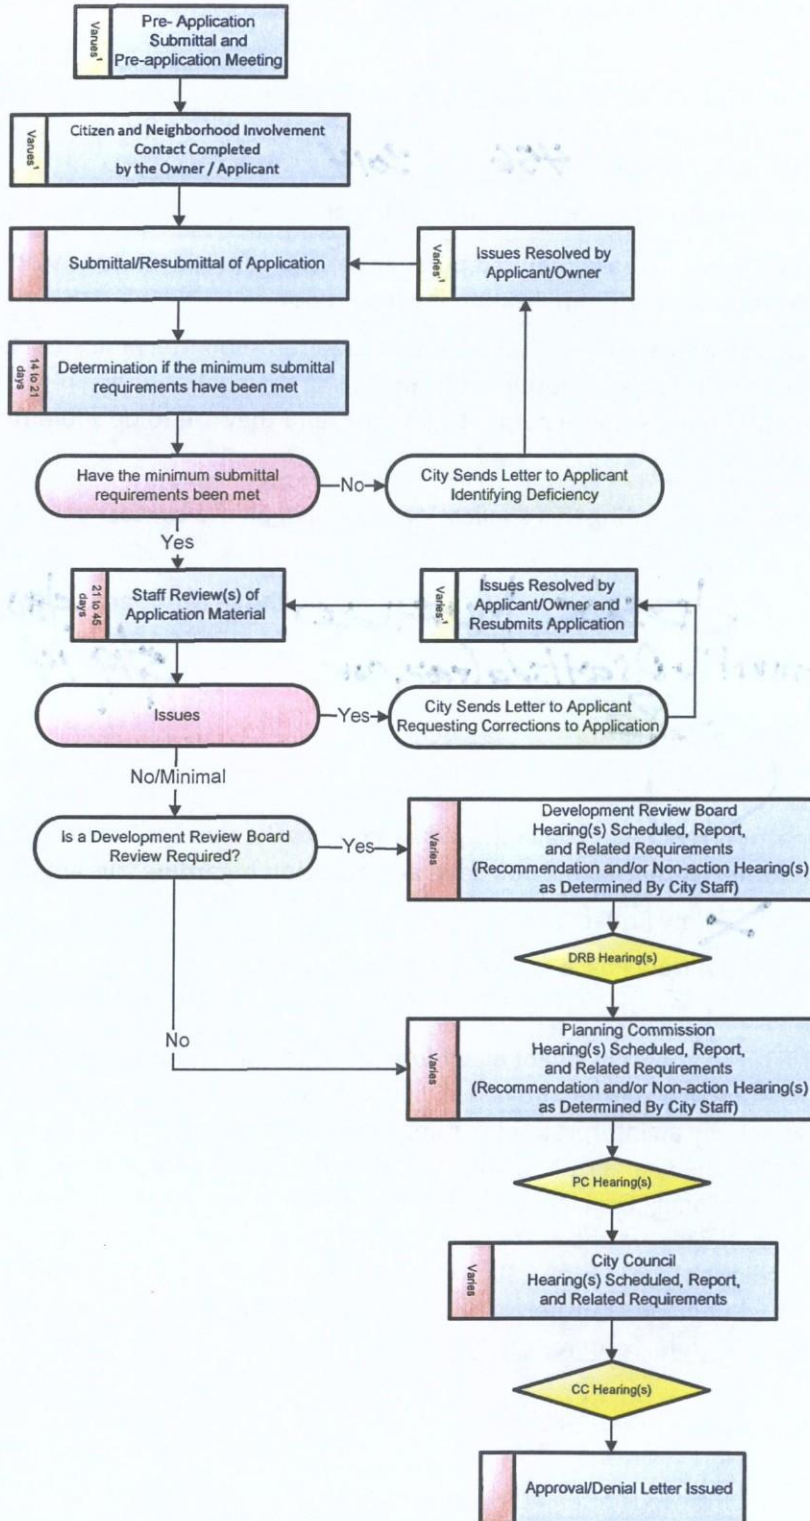 Pre- Application
Submittal and
Pre-application Meeting
Varues¹
Citizen and Neighborhood Involvement
Contact Completed
by the Owner / Applicant
Varues¹
Submittal/Resubmittal of Application
Issues Resolved by
Applicant/Owner
Varies¹
14 to 21
days
Determination if the minimum submittal
requirements have been met
Have the minimum submittal
requirements been met
No
City Sends Letter to Applicant
Identifying Deficiency
Yes
21 to 45
days
Staff Review(s) of
Application Material
Varies¹
Issues Resolved by
Applicant/Owner and
Resubmits Application
Issues
Yes
City Sends Letter to Applicant
Requesting Corrections to Application
No/Minimal
Is a Development Review Board
Review Required?
Yes
Varies
Development Review Board
Hearing(s) Scheduled, Report,
and Related Requirements
(Recommendation and/or Non-action Hearing(s)
as Determined By City Staff)
DRB Hearing(s)
No
Varies
Planning Commission
Hearing(s) Scheduled, Report,
and Related Requirements
(Recommendation and/or Non-action Hearing(s)
as Determined By City Staff)
PC Hearing(s)
Varies
City Council
Hearing(s) Scheduled, Report,
and Related Requirements
CC Hearing(s)
Approval/Denial Letter Issued